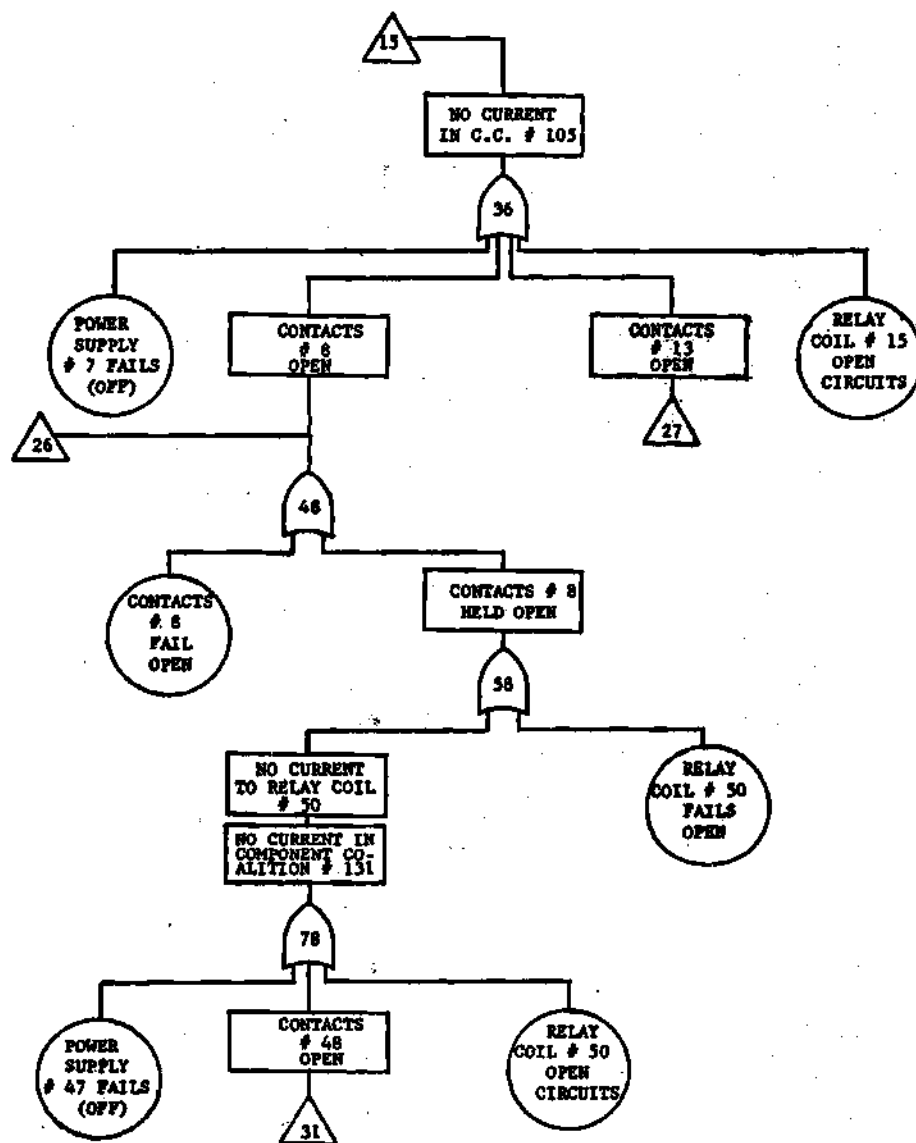 15
NO CURRENT
IN C.C. # 105
36
POWER
SUPPLY
# 7 FAILS
(OFF)
CONTACTS
# 8
OPEN
CONTACTS
# 13
OPEN
RELAY
COIL # 15
OPEN
CIRCUITS
26
27
48
CONTACTS
# 8
FAIL
OPEN
CONTACTS # 8
HELD OPEN
58
NO CURRENT
TO RELAY COIL
# 50
RELAY
COIL # 50
FAILS
OPEN
NO CURRENT IN
COMPONENT CO-
ALITION # 131
78
POWER
SUPPLY
# 47 FAILS
(OFF)
CONTACTS
# 48
OPEN
RELAY
COIL # 50
OPEN
CIRCUITS
31